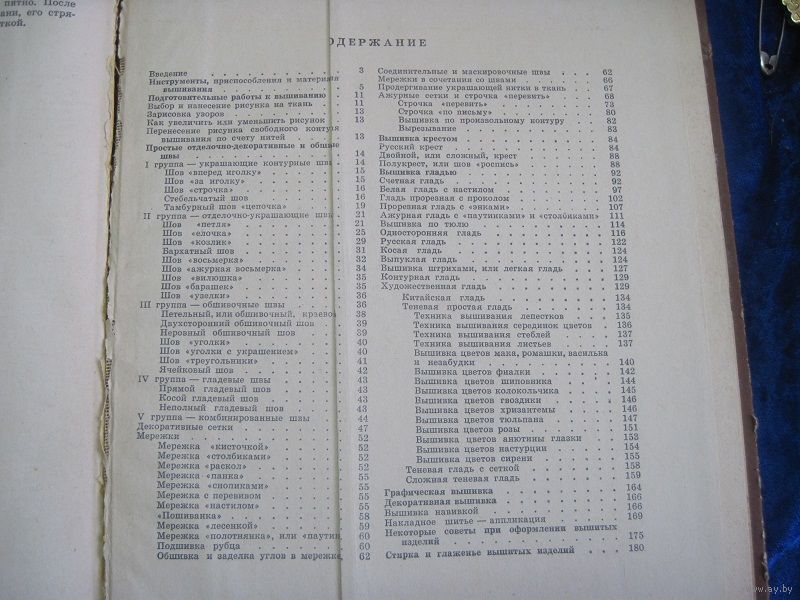 пятно. После
ани, его стря-
ткой.
ОДЕРЖАНИЕ
Введение 3
Инструменты, приспособления и материа
вышивания 5
Подготовительные работы к вышиванию 11
Выбор и нанесение рисунка на ткань 11
Зарисовка узоров 13
Как увеличить или уменьшить рисунок 13
Перенесение рисунка свободного контура
вышивания по счету нитей 13
Простые отделочно-декоративные и общие
швы 14
I группа — украшающие контурные швы 14
Шов «вперед иголку» 15
Шов «за иголку» 15
Шов «строчка» 16
Стебельчатый шов 16
Тамбурный шов «цепочка» 19
II группа — отделочно-украшающие швы 21
Шов «петля» 21
Шов «елочка» 25
Шов «козлик» 29
Бархатный шов 31
Шов «восьмерка» 32
Шов «ажурная восьмерка» 34
Шов «вилюшка» 35
Шов «барашек» 35
Шов «узелки» 36
III группа — обшивочные швы 36
Петельный, или обшивочный, краевой 38
Двухсторонний обшивочный шов 39
Неровный обшивочный шов 39
Шов «уголки» 40
Шов «уголки с украшением» 40
Шов «треугольники» 41
Ячейковый шов 42
IV группа — гладевые швы 43
Прямой гладевый шов 43
Косой гладевый шов 43
Неполный гладевый шов 43
V группа — комбинированные швы 44
Декоративные сетки 47
Мережки 52
Мережка «кисточкой» 52
Мережка «столбиками» 52
Мережка «раскол» 52
Мережка «панка» 55
Мережка «снопиками» 55
Мережка с перевивом 55
Мережка «настилом» 55
«Пошиванка» 58
Мережка «лесенкой» 59
Мережка «полотнянка», или «паутин 60
Подшивка рубца 60
Обшивка и заделка углов в мережке, 62
Соединительные и маскировочные швы 62
Мережки в сочетании со швами 66
Продергивание украшающей нитки в ткань 67
Ажурные сетки и строчка «перевить» 68
Строчка «перевить» 73
Строчка «по письму» 80
Вышивка по произвольному контуру 82
Вырезывание 83
Вышивка крестом 84
Русский крест 84
Двойной, или сложный, крест 88
Полукрест, или шов «роспись» 88
Вышивка гладью 92
Счетная гладь 92
Белая гладь с настилом 97
Гладь прорезная с проколом 102
Прорезная гладь с «энками» 107
Ажурная гладь с «паутинками» и «столбиками» 111
Вышивка по тюлю 114
Односторонняя гладь 116
Русская гладь 122
Косая гладь 124
Выпуклая гладь 124
Вышивка штрихами, или легкая гладь 127
Контурная гладь 129
Художественная гладь 129
Китайская гладь 134
Теневая простая гладь 134
Техника вышивания лепестков 135
Техника вышивания серединок цветов 136
Техника вышивания стеблей 137
Техника вышивания листьев 137
Вышивка цветов мака, ромашки, василька
и незабудки 140
Вышивка цветов фиалки 142
Вышивка цветов шиповника 144
Вышивка цветов колокольчика 145
Вышивка цветов гвоздики 146
Вышивка цветов хризантемы 146
Вышивка цветов тюльпана 147
Вышивка цветов розы 151
Вышивка цветов анютины глазки 153
Вышивка цветов настурции 154
Вышивка цветов сирени 155
Теневая гладь с сеткой 158
Сложная теневая гладь 159
Графическая вышивка 164
Декоративная вышивка 166
Вышивка навивкой 166
Накладное шитье — аппликация 169
Некоторые советы при оформлении вышитых
изделий 175
Стирка и глаженье вышитых изделий 180
www.ay.by